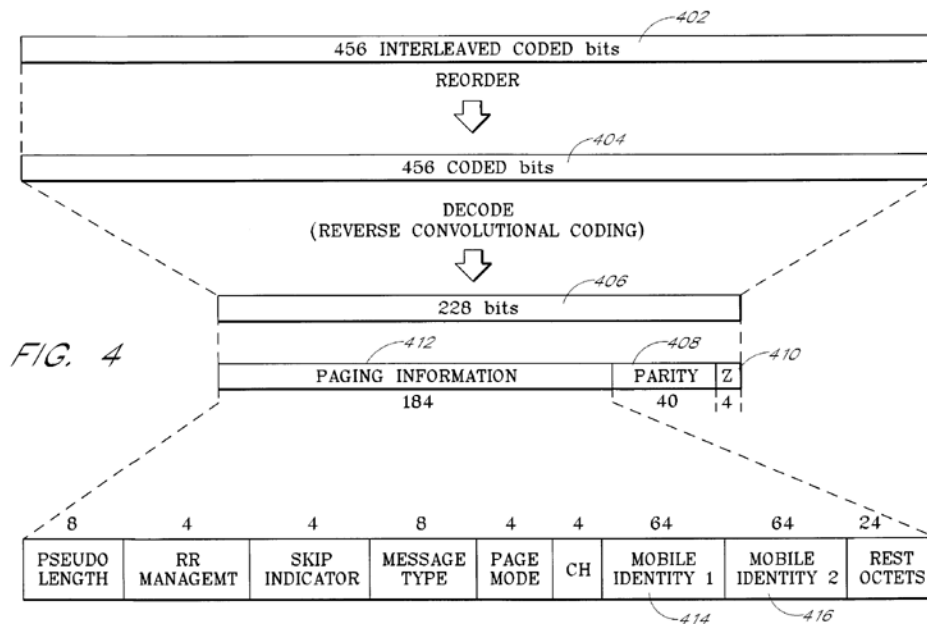 402
456 INTERLEAVED CODED bits
REORDER
404
456 CODED bits
DECODE
(REVERSE CONVOLUTIONAL CODING)
406
228 bits
FIG. 4
412
408
410
PAGING INFORMATION
PARITY
Z
184
40
4
8
4
4
8
4
4
64
64
24
PSEUDO
LENGTH
RR
MANAGEMT
SKIP
INDICATOR
MESSAGE
TYPE
PAGE
MODE
CH
MOBILE
IDENTITY 1
MOBILE
IDENTITY 2
REST
OCTETS
414
416